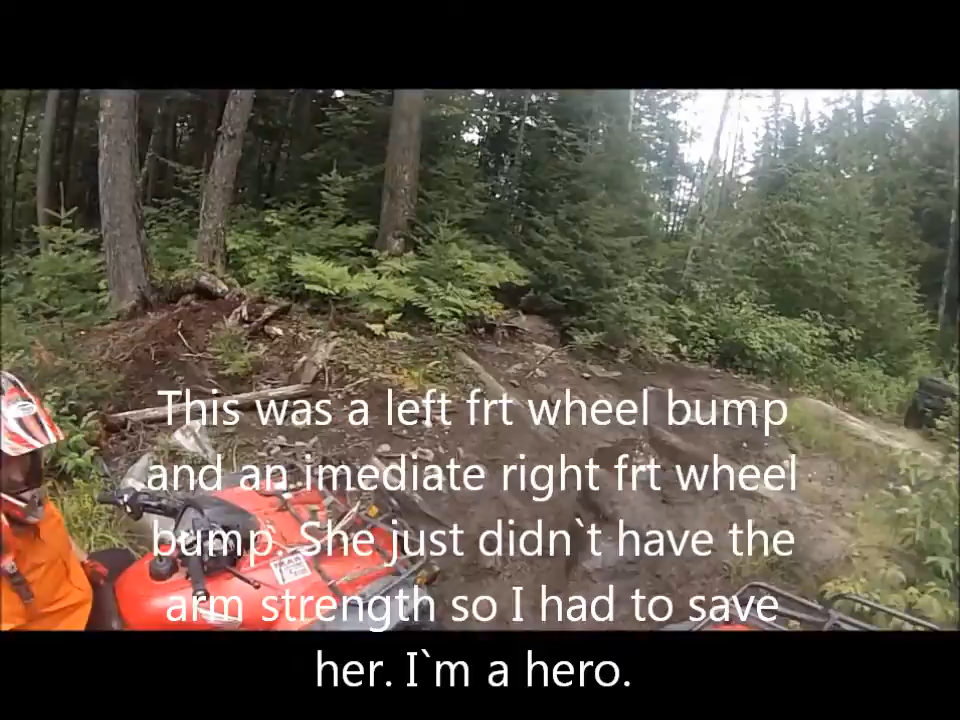 This was a left frt wheel bump
and an imediate right frt wheel
bump. She just didn`t have the
arm strength so I had to save
her. I`m a hero.